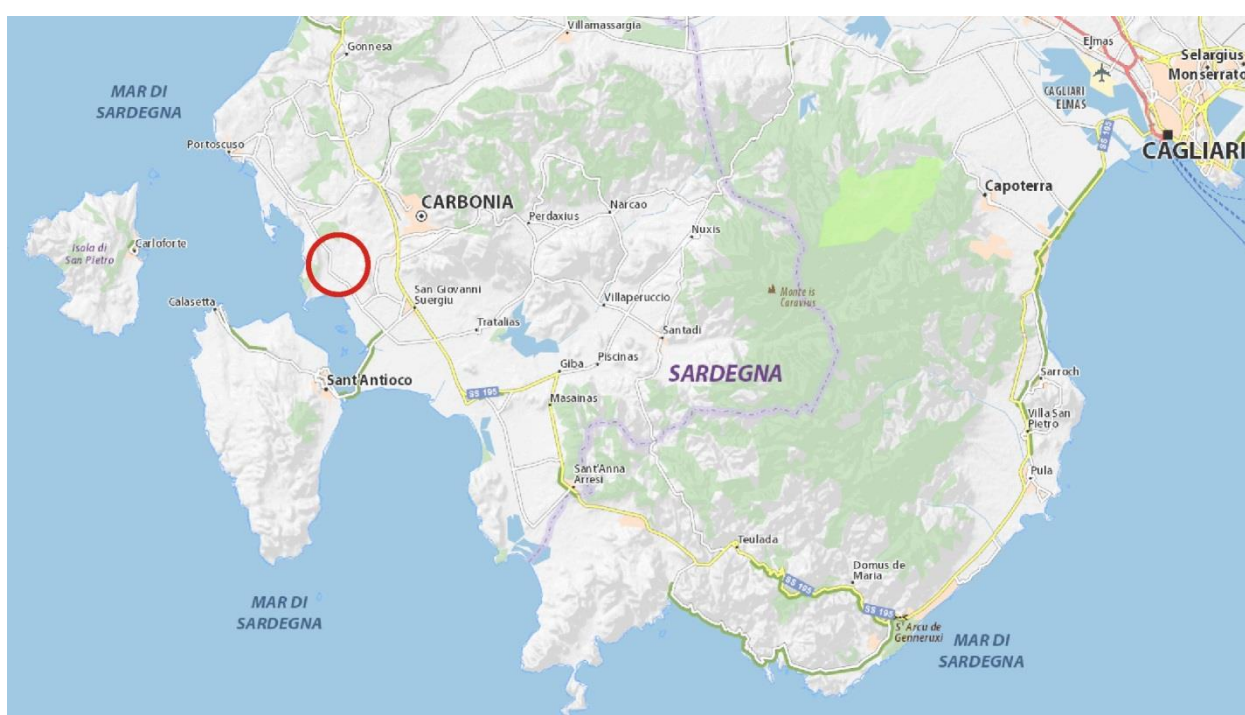 Villamassargia
Gonnesa
Elmas
Selargius
Monserrato
MAR DI
SARDEGNA
CAGLIARI
ELMAS
SS 195
Portoscuso
CAGLIARI
Capoterra
CARBONIA
Narcao
Perdaxius
Nuxis
Isola di
San Pietro
Carloforte
San Giovanni
Suergiu
Monte is
Caravius
Calasetta
Villaperuccio
Tratalias
Santadi
Giba
Piscinas
SARDEGNA
Sarroch
Sant'Antioco
SS 195
Masainas
Villa San
Pietro
Sant'Anna
Arresi
Pula
Teulada
Domus de
Maria
SS 195
SS 195
MAR DI
SARDEGNA
S' Arcu de
Genneruxi
MAR DI
SARDEGNA